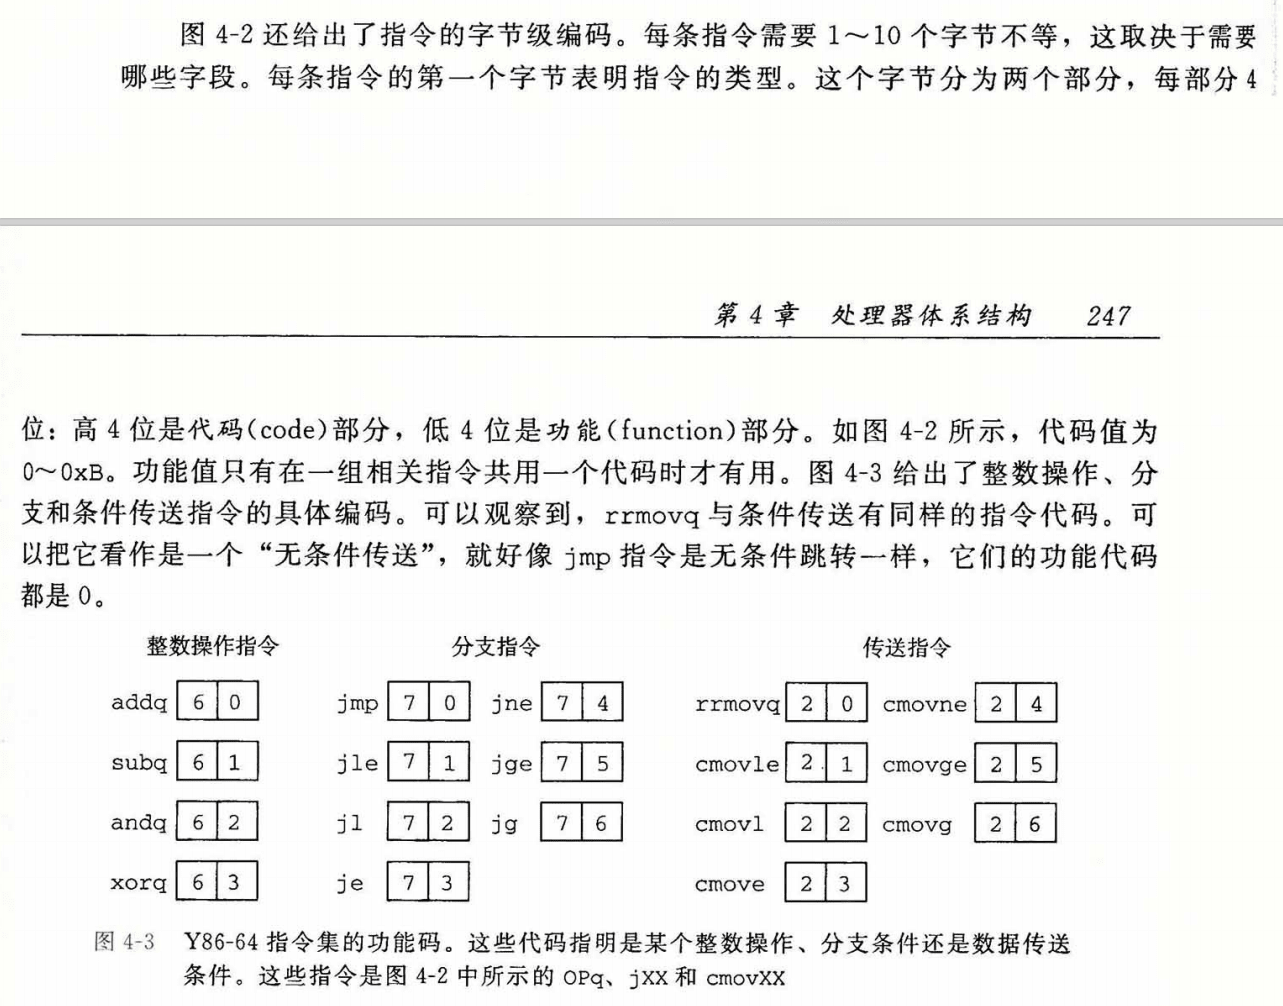 图 4-2 还给出了指令的字节级编码。每条指令需要 1~10 个字节不等，这取决于需要
哪些字段。每条指令的第一个字节表明指令的类型。这个字节分为两个部分，每部分 4
第 4 章 处理器体系结构 247
位：高 4 位是代码(code)部分，低 4 位是功能(function)部分。如图 4-2 所示，代码值为
0~0xB。功能值只有在一组相关指令共用一个代码时才有用。图 4-3 给出了整数操作、分
支和条件传送指令的具体编码。可以观察到，rrmovq 与条件传送有同样的指令代码。可
以把它看作是一个“无条件传送”，就好像 jmp 指令是无条件跳转一样，它们的功能代码
都是 0。
整数操作指令 分支指令 传送指令
addq 6 0 jmp 7 0 jne 7 4 rrmovq 2 0 cmovne 2 4
subq 6 1 jle 7 1 jge 7 5 cmovle 2 1 cmovge 2 5
andq 6 2 jl 7 2 jg 7 6 cmovl 2 2 cmovg 2 6
xorq 6 3 je 7 3 cmove 2 3
图 4-3 Y86-64 指令集的功能码。这些代码指明是某个整数操作、分支条件还是数据传送
条件。这些指令是图 4-2 中所示的 OPq、jXX 和 cmovXX